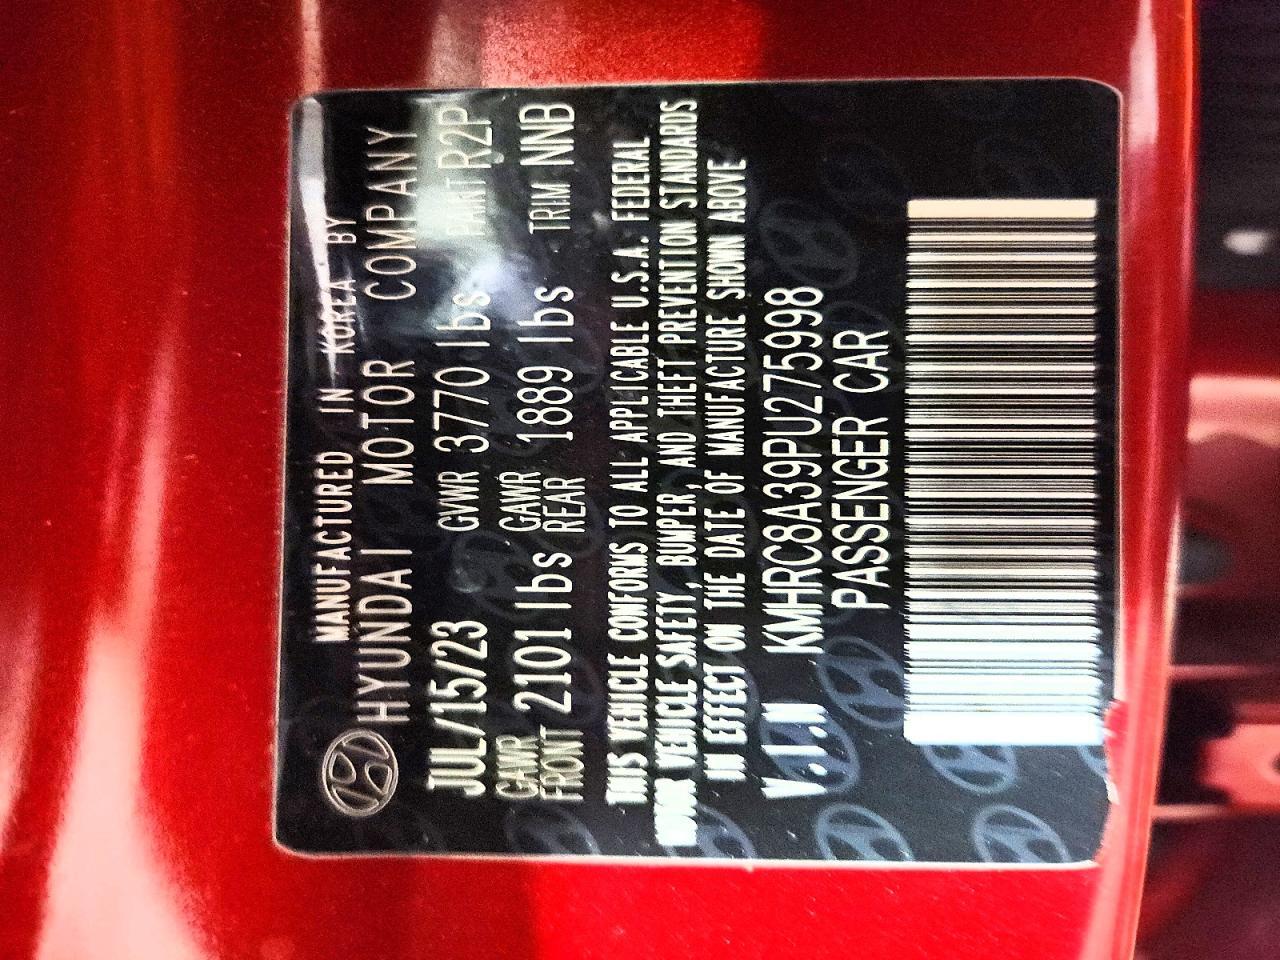 MANUFACTURED IN KOREA BY
HYUNDAI MOTOR COMPANY
JUL/15/23 GVWR 3770 lbs PAINT R2P
GAWR FRONT 2101 lbs GAWR REAR 1889 lbs TRIM NNB
THIS VEHICLE CONFORMS TO ALL APPLICABLE U.S.A. FEDERAL
MOTOR VEHICLE SAFETY, BUMPER, AND THEFT PREVENTION STANDARDS
IN EFFECT ON THE DATE OF MANUFACTURE SHOWN ABOVE
V.I.N KMHRC8A39PU275998
PASSENGER CAR